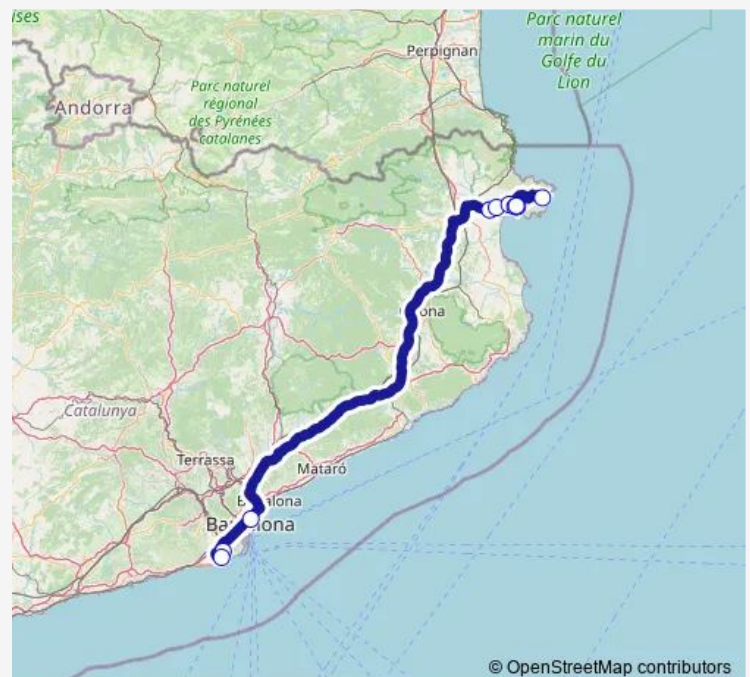 Parc naturel
marin du
Golfe du
Lion
Perpignan
Andorra
Parc naturel
régional
des Pyrénées
catalanes
Catalunya
Terrassa
Mataró
© OpenStreetMap contributors